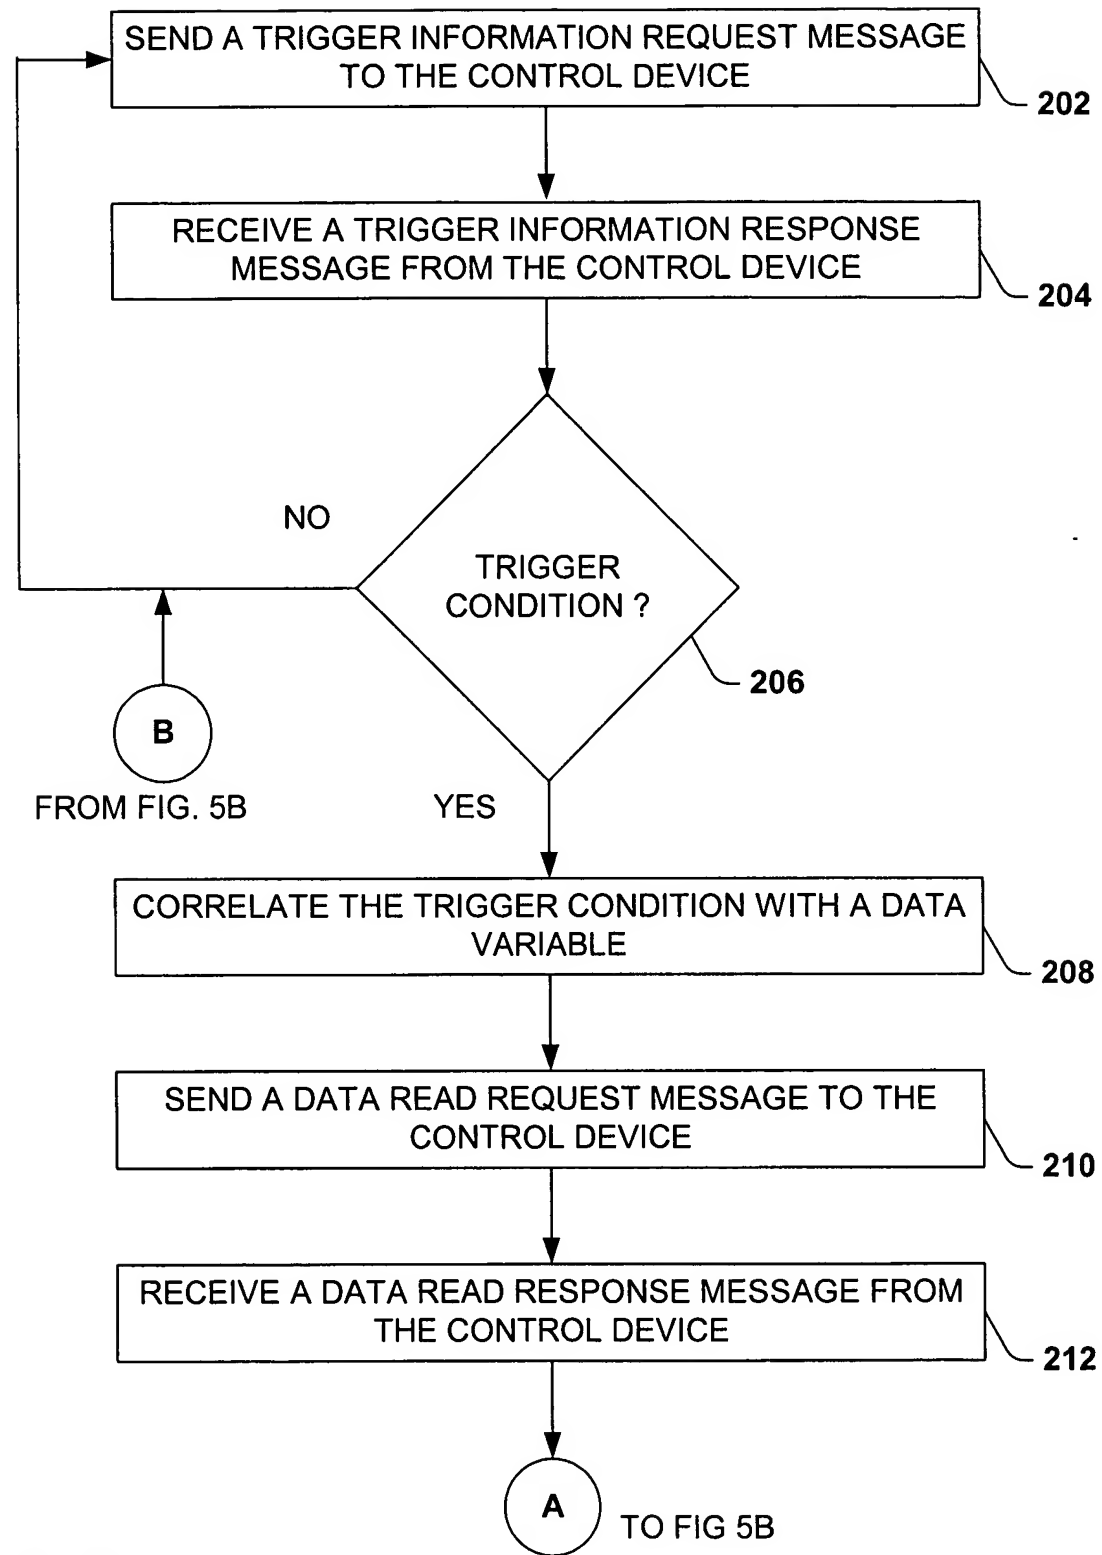 SEND A TRIGGER INFORMATION REQUEST MESSAGE
TO THE CONTROL DEVICE
202
RECEIVE A TRIGGER INFORMATION RESPONSE
MESSAGE FROM THE CONTROL DEVICE
204
NO
TRIGGER
CONDITION ?
206
B
FROM FIG. 5B
YES
CORRELATE THE TRIGGER CONDITION WITH A DATA
VARIABLE
208
SEND A DATA READ REQUEST MESSAGE TO THE
CONTROL DEVICE
210
RECEIVE A DATA READ RESPONSE MESSAGE FROM
THE CONTROL DEVICE
212
A
TO FIG 5B